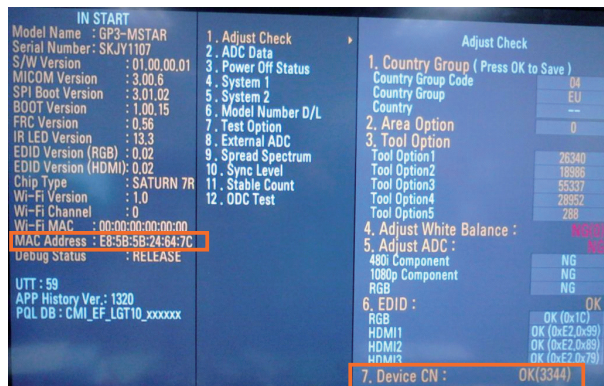 IN START
Model Name : GP3-MSTAR
Serial Number: SKJY1107
S/W Version : 01.00.00.01
MICOM Version : 3.00.6
SPI Boot Version : 3.01.02
BOOT Version : 1.00.15
FRC Version : 0.56
IR LED Version : 13.3
EDID Version (RGB) : 0.02
EDID Version (HDMI): 0.02
Chip Type : SATURN 7R
Wi-Fi Version : 1.0
Wi-Fi Channel : 0
Wi-Fi MAC : 00:00:00:00:00:00
MAC Address : E8:5B:5B:24:64:7C
Debug Status : RELEASE
UTT : 59
APP History Ver.: 1320
PQL DB : CMI_EF_LGT10_xxxxxx
1 . Adjust Check
2 . ADC Data
3 . Power Off Status
4 . System 1
5 . System 2
6 . Model Number D/L
7 . Test Option
8 . External ADC
9 . Spread Spectrum
10 . Sync Level
11 . Stable Count
12 . ODC Test
Adjust Check
1. Country Group ( Press OK to Save )
Country Group Code 04
Country Group EU
Country --
2. Area Option 0
3. Tool Option
Tool Option1 26340
Tool Option2 18986
Tool Option3 55337
Tool Option4 28952
Tool Option5 288
4. Adjust White Balance :
5. Adjust ADC : NG
480i Component NG
1080p Component NG
RGB NG
6. EDID : OK
RGB OK (0x1C)
HDMI1 OK (0xE2,0x99)
HDMI2 OK (0xE2,0x89)
HDMI3 OK (0xE2,0x79)
7. Device CN : OK(3344)